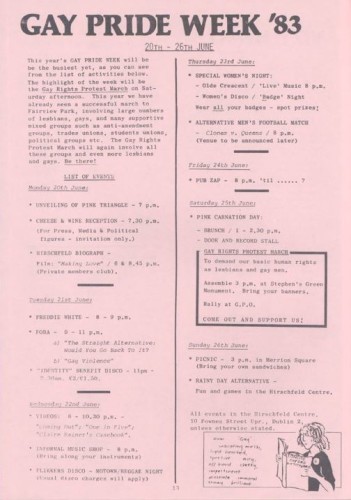 GAY PRIDE WEEK '83
20TH - 26TH JUNE
This year's GAY PRIDE WEEK will be
be the busiest yet, as you can see
from the list of activities below.
The highlight of the week will be
the Gay Rights Protest March on Sat-
urday afternoon. This year we have
already seen a successful march to
Fairview Park, involving large numbers
of lesbians, gays, and many supportive
mixed groups such as anti-amendment
groups, trades unions, students unions,
political groups etc. The Gay Rights
Protest March will again involve all
these groups and even more lesbians
and gays. Be there!
LIST OF EVENTS
Monday 20th June:
* UNVEILING OF PINK TRIANGLE - 7 p.m.
* CHEESE & WINE RECEPTION - 7.30 p.m.
(For Press, Media & Political
figures - invitation only.)
* HIRSCHFELD BIOGRAPH -
Film: "Making Love" / 6 & 8.45 p.m.
(Private members club).
Tuesday 21st June:
* FREDDIE WHITE - 8 - 9 p.m.
* FORA - 9 - 11 p.m.
a) "The Straight Alternative:
Would You Go Back To It?
b) "Gay Violence"
* 'IDENTITY' BENEFIT DISCO - 11pm -
Wednesday 22nd June:
* VIDEOS: 8 - 10.30 p.m. -
"Coming Out"; "One in Five";
"Claire Rayner's Casebook".
* INFORMAL MUSIC SHOP - 8 p.m.
(Bring along your instruments)
* FLIKKERS DISCO - HOTOWN/REGGAE NIGHT
(Usual Disco charges will apply)
Thursday 23rd June:
* SPECIAL WOMEN'S NIGHT:
- Olde Crescent / 'Live' Music 8 p.m.
- Women's Disco / 'Badge' Night
Wear all your badges - spot prizes!
* ALTERNATIVE MEN'S FOOTBALL MATCH
- Clones v. Queens / 8 p.m.
(Venue to be announced later)
Friday 24th June:
* PUB ZAP - 8 p.m. 'til ...... ?
Saturday 25th June:
* PINK CARNATION DAY:
- BRUNCH / 1 - 2.30 p.m.
- BOOK AND RECORD STALL
GAY RIGHTS PROTEST MARCH
To demand our basic human rights
as lesbians and gay men.
Assemble 3 p.m. at Stephen's Green
Monument. Bring your banners.
Rally at G.P.O.
COME OUT AND SUPPORT US!
Sunday 26th June:
* PICNIC - 3 p.m. in Merrion Square
(Bring your own sandwiches)
* RAINY DAY ALTERNATIVE -
Fun and games in the Hirschfeld Centre.
All events in the Hirschfeld Centre,
10 Fownes Street Upr., Dublin 2,
unless otherwise stated.